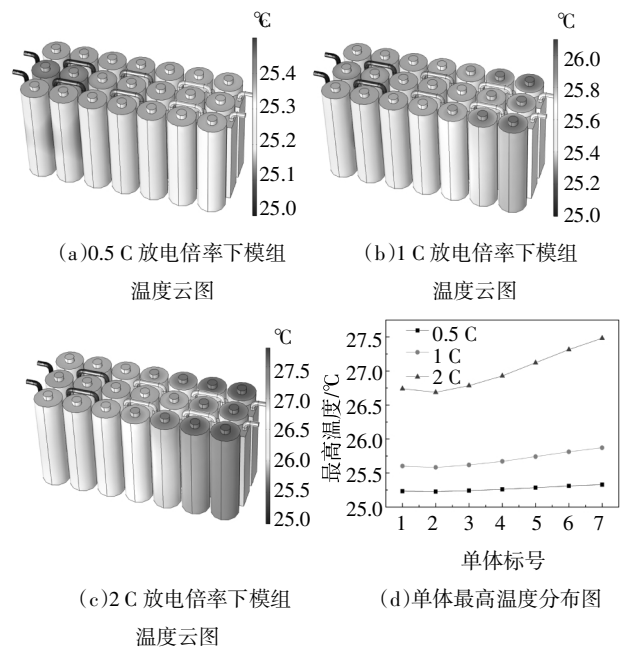 ℃
25.4
25.3
25.2
25.1
25.0
(a)0.5 C 放电倍率下模组
温度云图
℃
26.0
25.8
25.6
25.4
25.2
25.0
(b)1 C 放电倍率下模组
温度云图
℃
27.5
27.0
26.5
26.0
25.5
25.0
(c)2 C 放电倍率下模组
温度云图
最高温度/℃
27.5
27.0
26.5
26.0
25.5
25.0
0.5 C
1 C
2 C
1 2 3 4 5 6 7
单体标号
(d)单体最高温度分布图